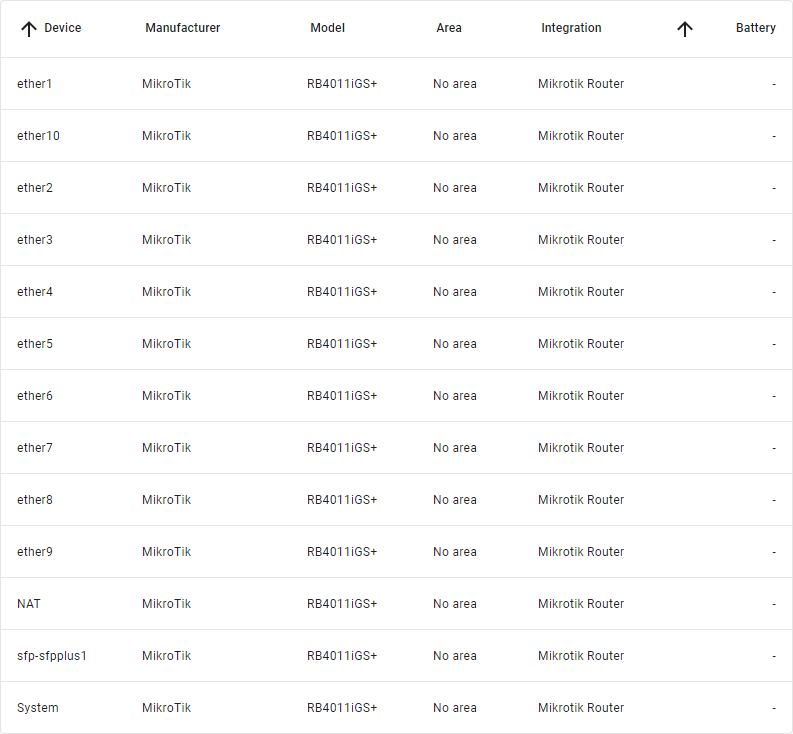 Device Manufacturer Model Area Integration Battery
ether1 MikroTik RB4011iGS+ No area Mikrotik Router -
ether10 MikroTik RB4011iGS+ No area Mikrotik Router -
ether2 MikroTik RB4011iGS+ No area Mikrotik Router -
ether3 MikroTik RB4011iGS+ No area Mikrotik Router -
ether4 MikroTik RB4011iGS+ No area Mikrotik Router -
ether5 MikroTik RB4011iGS+ No area Mikrotik Router -
ether6 MikroTik RB4011iGS+ No area Mikrotik Router -
ether7 MikroTik RB4011iGS+ No area Mikrotik Router -
ether8 MikroTik RB4011iGS+ No area Mikrotik Router -
ether9 MikroTik RB4011iGS+ No area Mikrotik Router -
NAT MikroTik RB4011iGS+ No area Mikrotik Router -
sfp-sfpplus1 MikroTik RB4011iGS+ No area Mikrotik Router -
System MikroTik RB4011iGS+ No area Mikrotik Router -